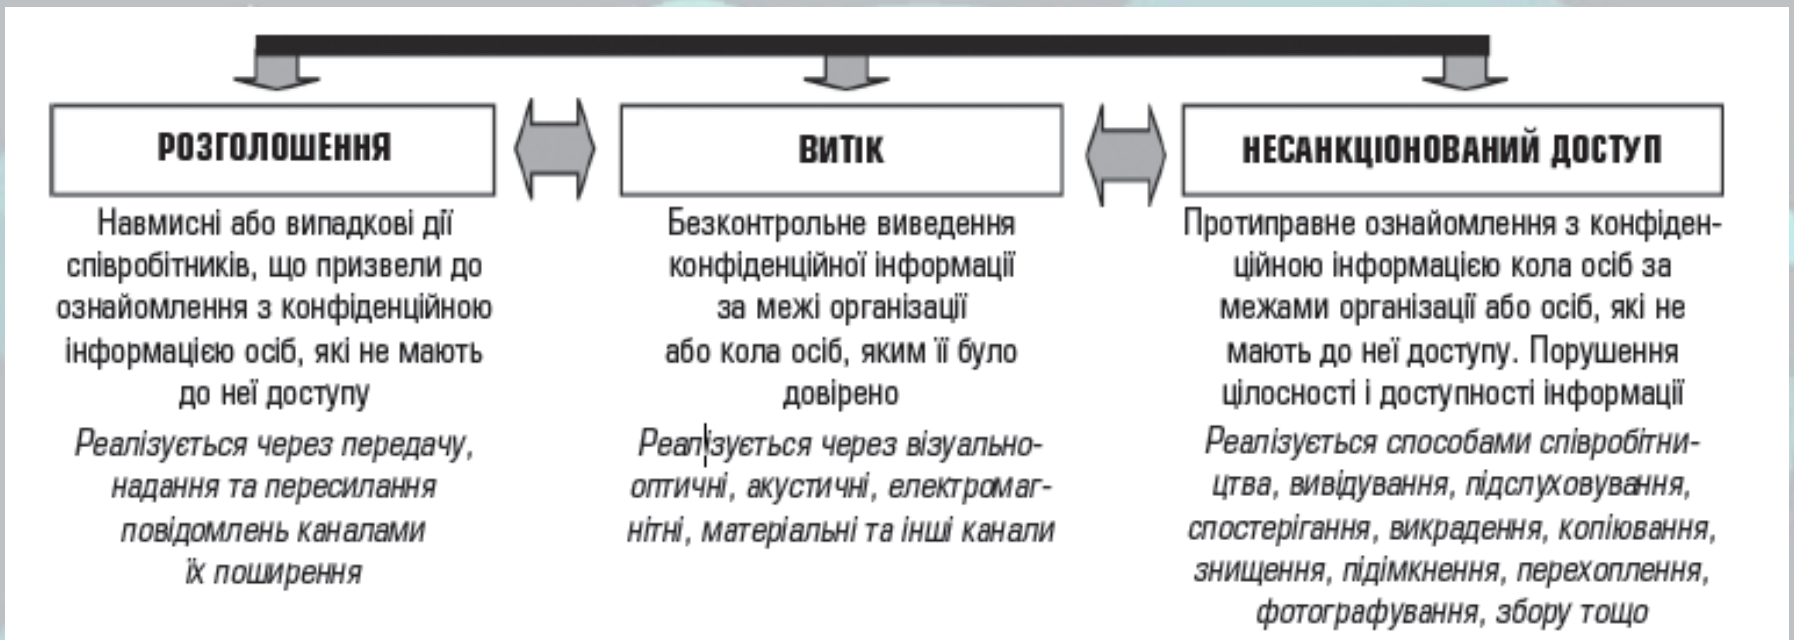 РОЗГОЛОШЕННЯ
Навмисні або випадкові дії
співробітників, що призвели до
ознайомлення з конфіденційною
інформацією осіб, які не мають
до неї доступу
Реалізується через передачу,
надання та пересилання
повідомлень каналами
їх поширення
ВИТІК
Безконтрольне виведення
конфіденційної інформації
за межі організації
або кола осіб, яким її було
довірено
Реалізується через візуально-
оптичні, акустичні, електромаг-
нітні, матеріальні та інші канали
НЕСАНКЦІОНОВАНИЙ ДОСТУП
Протиправне ознайомлення з конфіден-
ційною інформацією кола осіб за
межами організації або осіб, які не
мають до неї доступу. Порушення
цілосності і доступності інформації
Реалізується способами співробітни-
цтва, вивідування, підслуховування,
спостерігання, викрадення, копіювання,
знищення, підімкнення, перехоплення,
фотографування, збору тощо